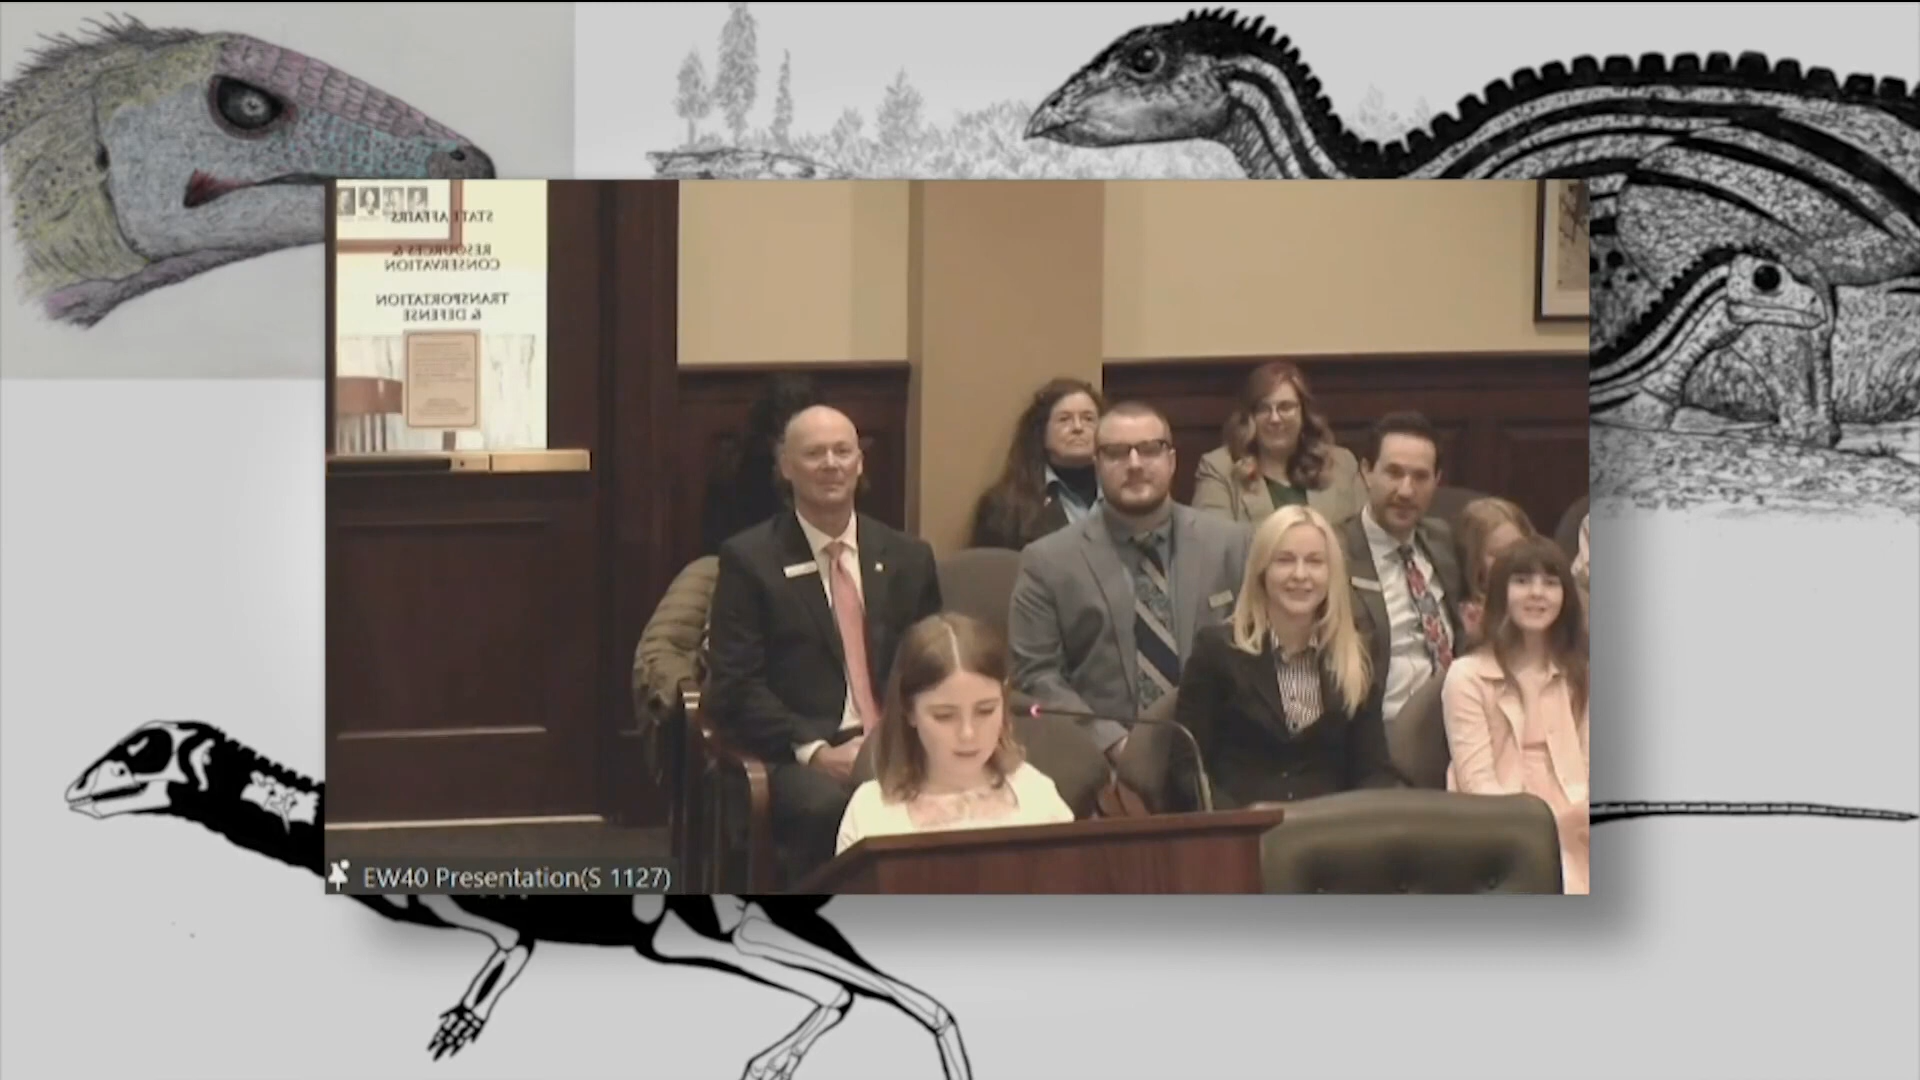 STATE AFFAIRS
RESOURCES &
CONSERVATION
TRANSPORTATION
& DEFENSE
EW40 Presentation(S 1127)